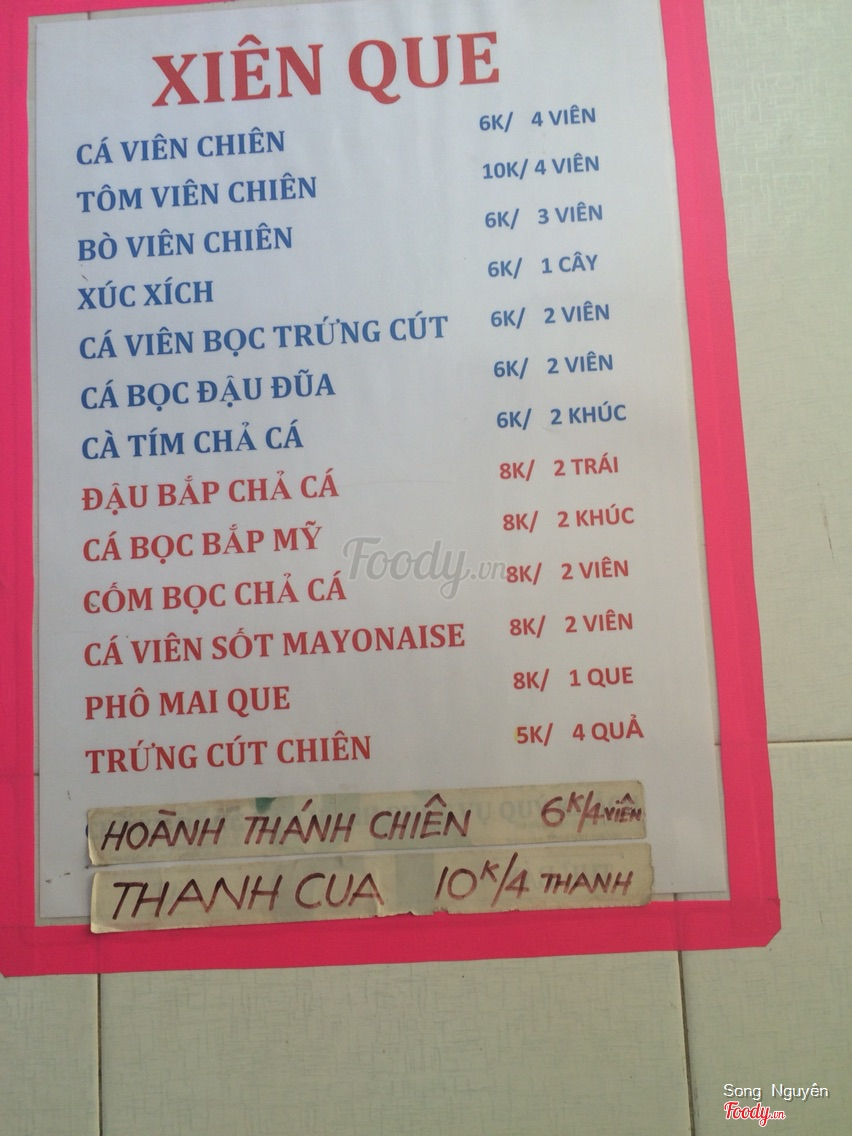 XIÊN QUE
CÁ VIÊN CHIÊN 6K/ 4 VIÊN
TÔM VIÊN CHIÊN 10K/ 4 VIÊN
BÒ VIÊN CHIÊN 6K/ 3 VIÊN
XÚC XÍCH 6K/ 1 CÂY
CÁ VIÊN BỌC TRỨNG CÚT 6K/ 2 VIÊN
CÁ BỌC ĐẬU ĐŨA 6K/ 2 VIÊN
CÀ TÍM CHẢ CÁ 6K/ 2 KHÚC
ĐẬU BẮP CHẢ CÁ 8K/ 2 TRÁI
CÁ BỌC BẮP MỸ 8K/ 2 KHÚC
CỐM BỌC CHẢ CÁ 8K/ 2 VIÊN
CÁ VIÊN SỐT MAYONAISE 8K/ 2 VIÊN
PHÔ MAI QUE 8K/ 1 QUE
TRỨNG CÚT CHIÊN 5K/ 4 QUẢ
HOÀNH THÁNH CHIÊN 6K/4 VIÊN
THANH CUA 10K/4 THANH
Foody.vn
Song Nguyên
Foody.vn